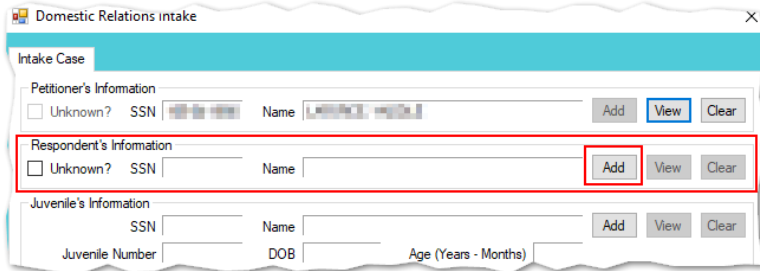 Domestic Relations intake
Intake Case
Petitioner's Information
Unknown? SSN Name Add View Clear
Respondent's Information
Unknown? SSN Name Add View Clear
Juvenile's Information
SSN Name Add View Clear
Juvenile Number DOB Age (Years - Months)